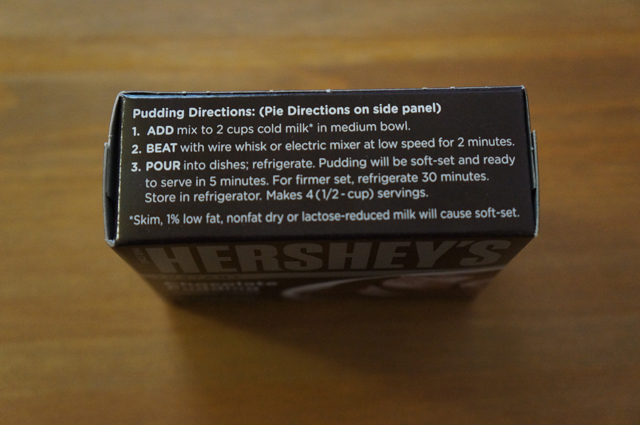 Pudding Directions: (Pie Directions on side panel)
1. ADD mix to 2 cups cold milk* in medium bowl.
2. BEAT with wire whisk or electric mixer at low speed for 2 minutes.
3. POUR into dishes; refrigerate. Pudding will be soft-set and ready
to serve in 5 minutes. For firmer set, refrigerate 30 minutes.
Store in refrigerator. Makes 4 (1/2-cup) servings.
*Skim, 1% low fat, nonfat dry or lactose-reduced milk will cause soft-set.
HERSHEY'S
Chocolate